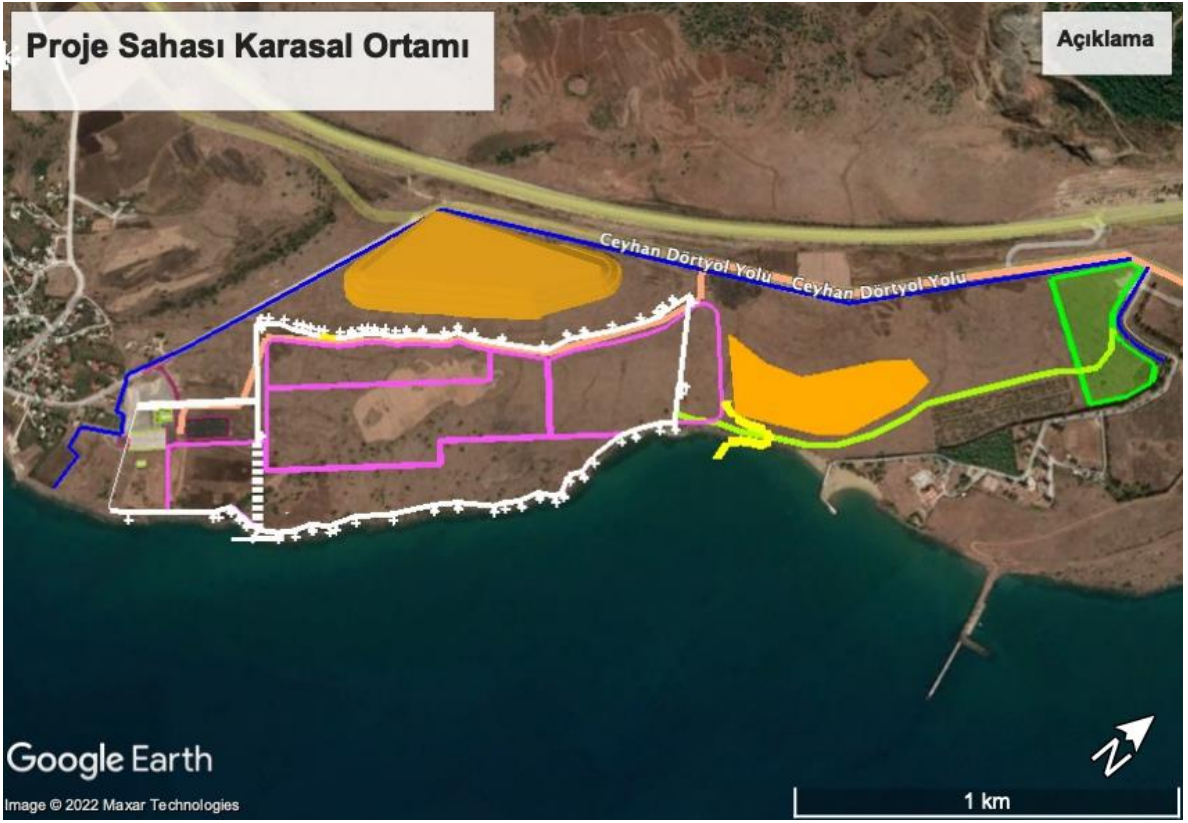 Proje Sahası Karasal Ortamı
Açıklama
Ceyhan Dörtyol Yolu
Ceyhan Dörtyol Yolu
N
Google Earth
Image © 2022 Maxar Technologies
1 km